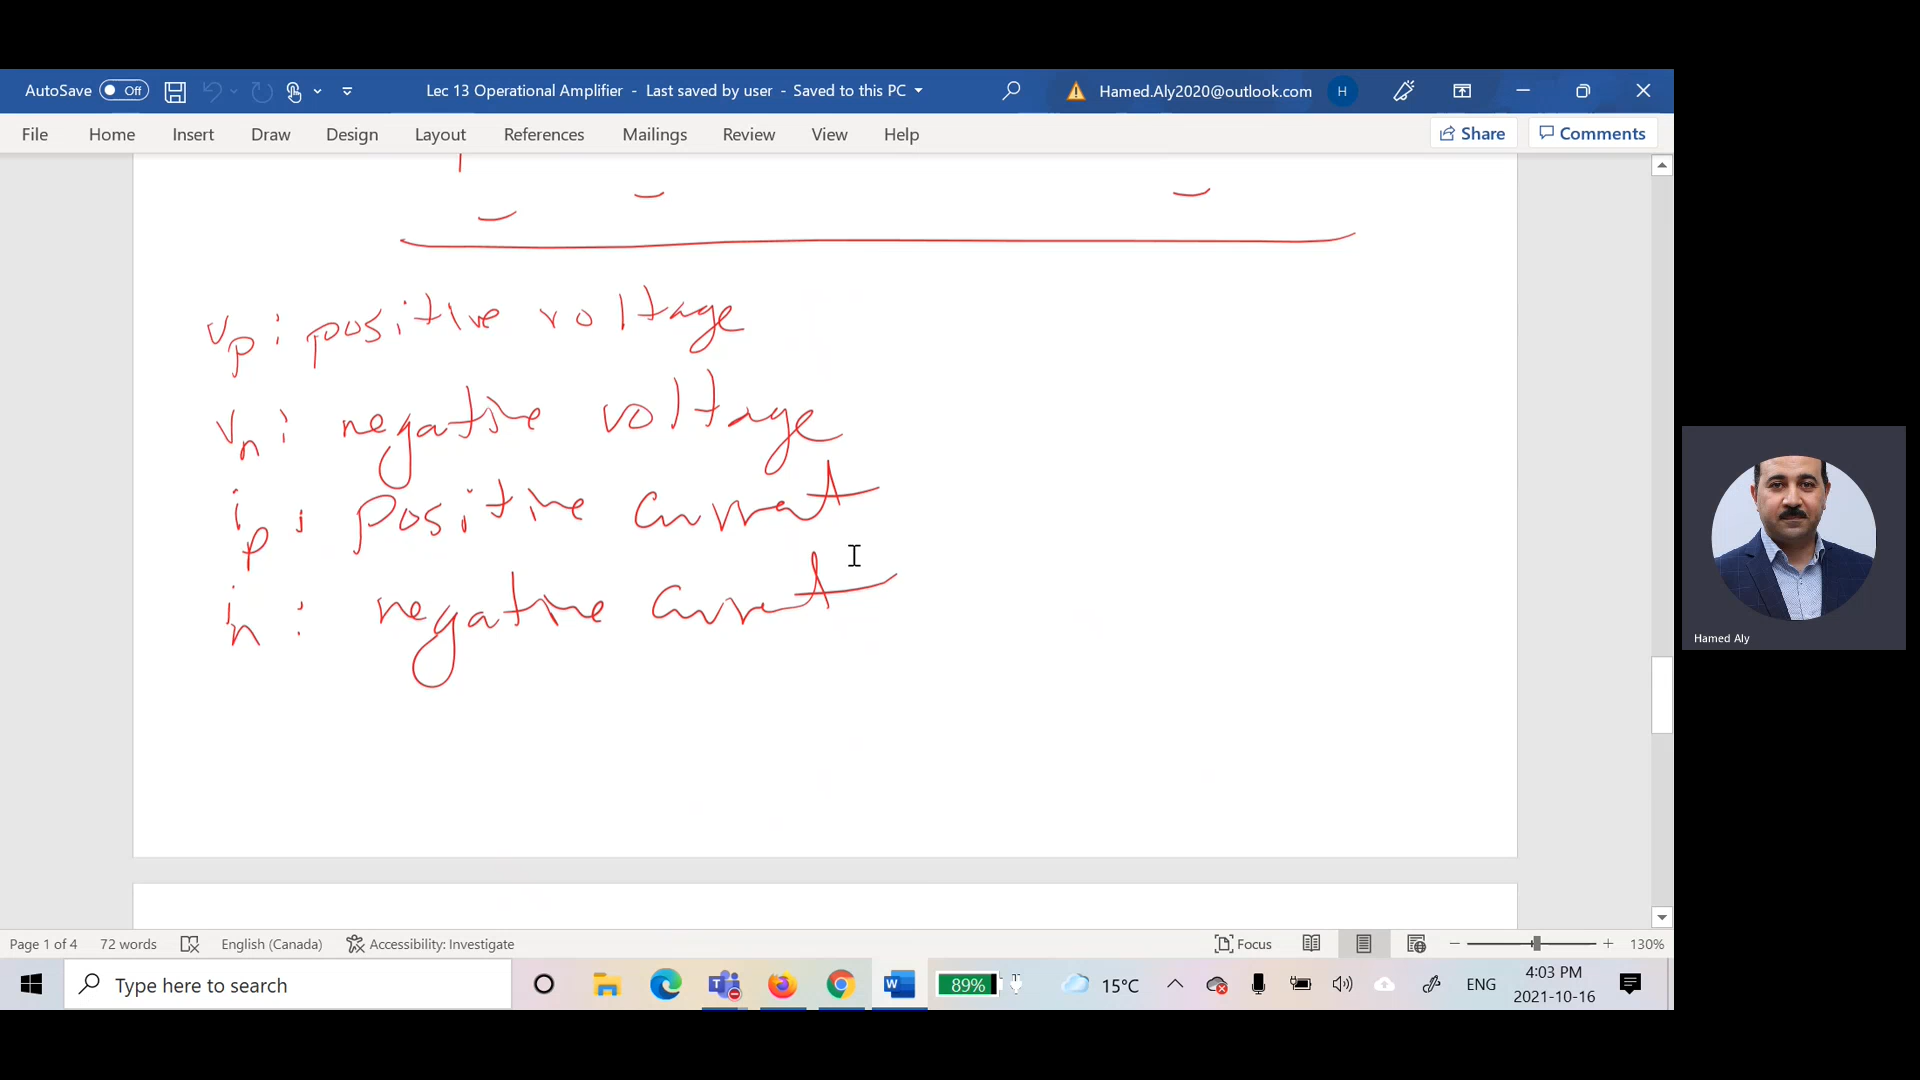 AutoSave Off Lec 13 Operational Amplifier - Last saved by user - Saved to this PC Hamed.Aly2020@outlook.com H
File Home Insert Draw Design Layout References Mailings Review View Help Share Comments
vp: positive voltage
vn: negative voltage
ip: Positive Current
in: negative Current
Hamed Aly
Page 1 of 4 72 words English (Canada) Accessibility: Investigate Focus 130%
Type here to search 89% 15°C ENG 4:03 PM
2021-10-16